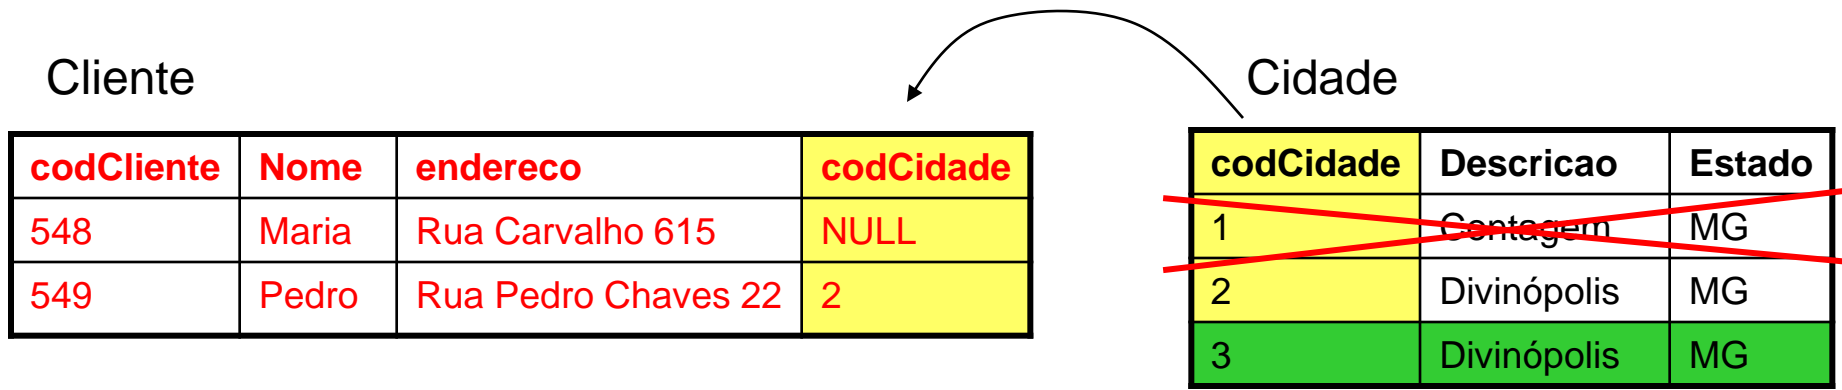 Cliente
codCliente Nome endereco codCidade
548 Maria Rua Carvalho 615 NULL
549 Pedro Rua Pedro Chaves 22 2
Cidade
codCidade Descricao Estado
1 Contagem MG
2 Divinópolis MG
3 Divinópolis MG